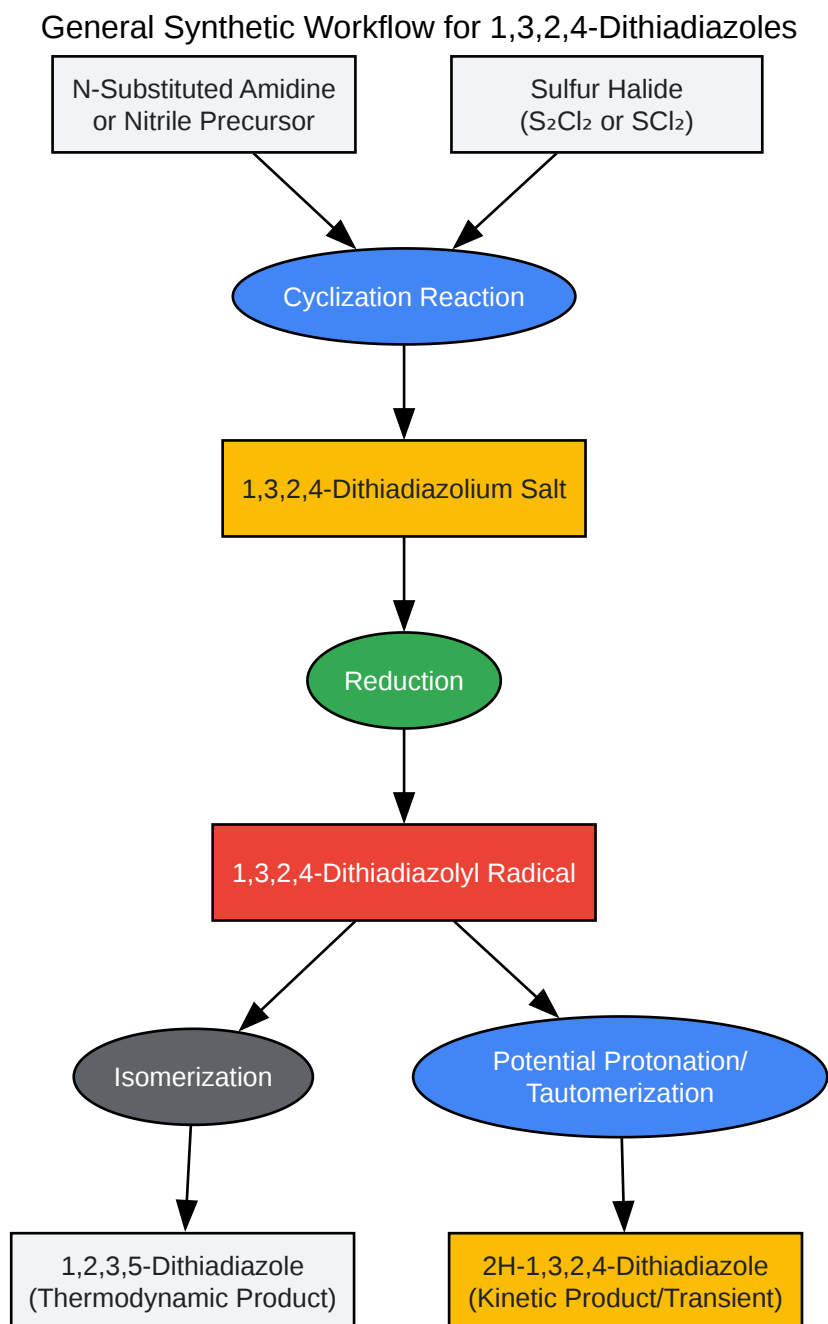 General Synthetic Workflow for 1,3,2,4-Dithiadiazoles
N-Substituted Amidine
or Nitrile Precursor
Sulfur Halide
(S₂Cl₂ or SCl₂)
Cyclization Reaction
1,3,2,4-Dithiadiazolium Salt
Reduction
1,3,2,4-Dithiadiazolyl Radical
Isomerization
Potential Protonation/
Tautomerization
1,2,3,5-Dithiadiazole
(Thermodynamic Product)
2H-1,3,2,4-Dithiadiazole
(Kinetic Product/Transient)